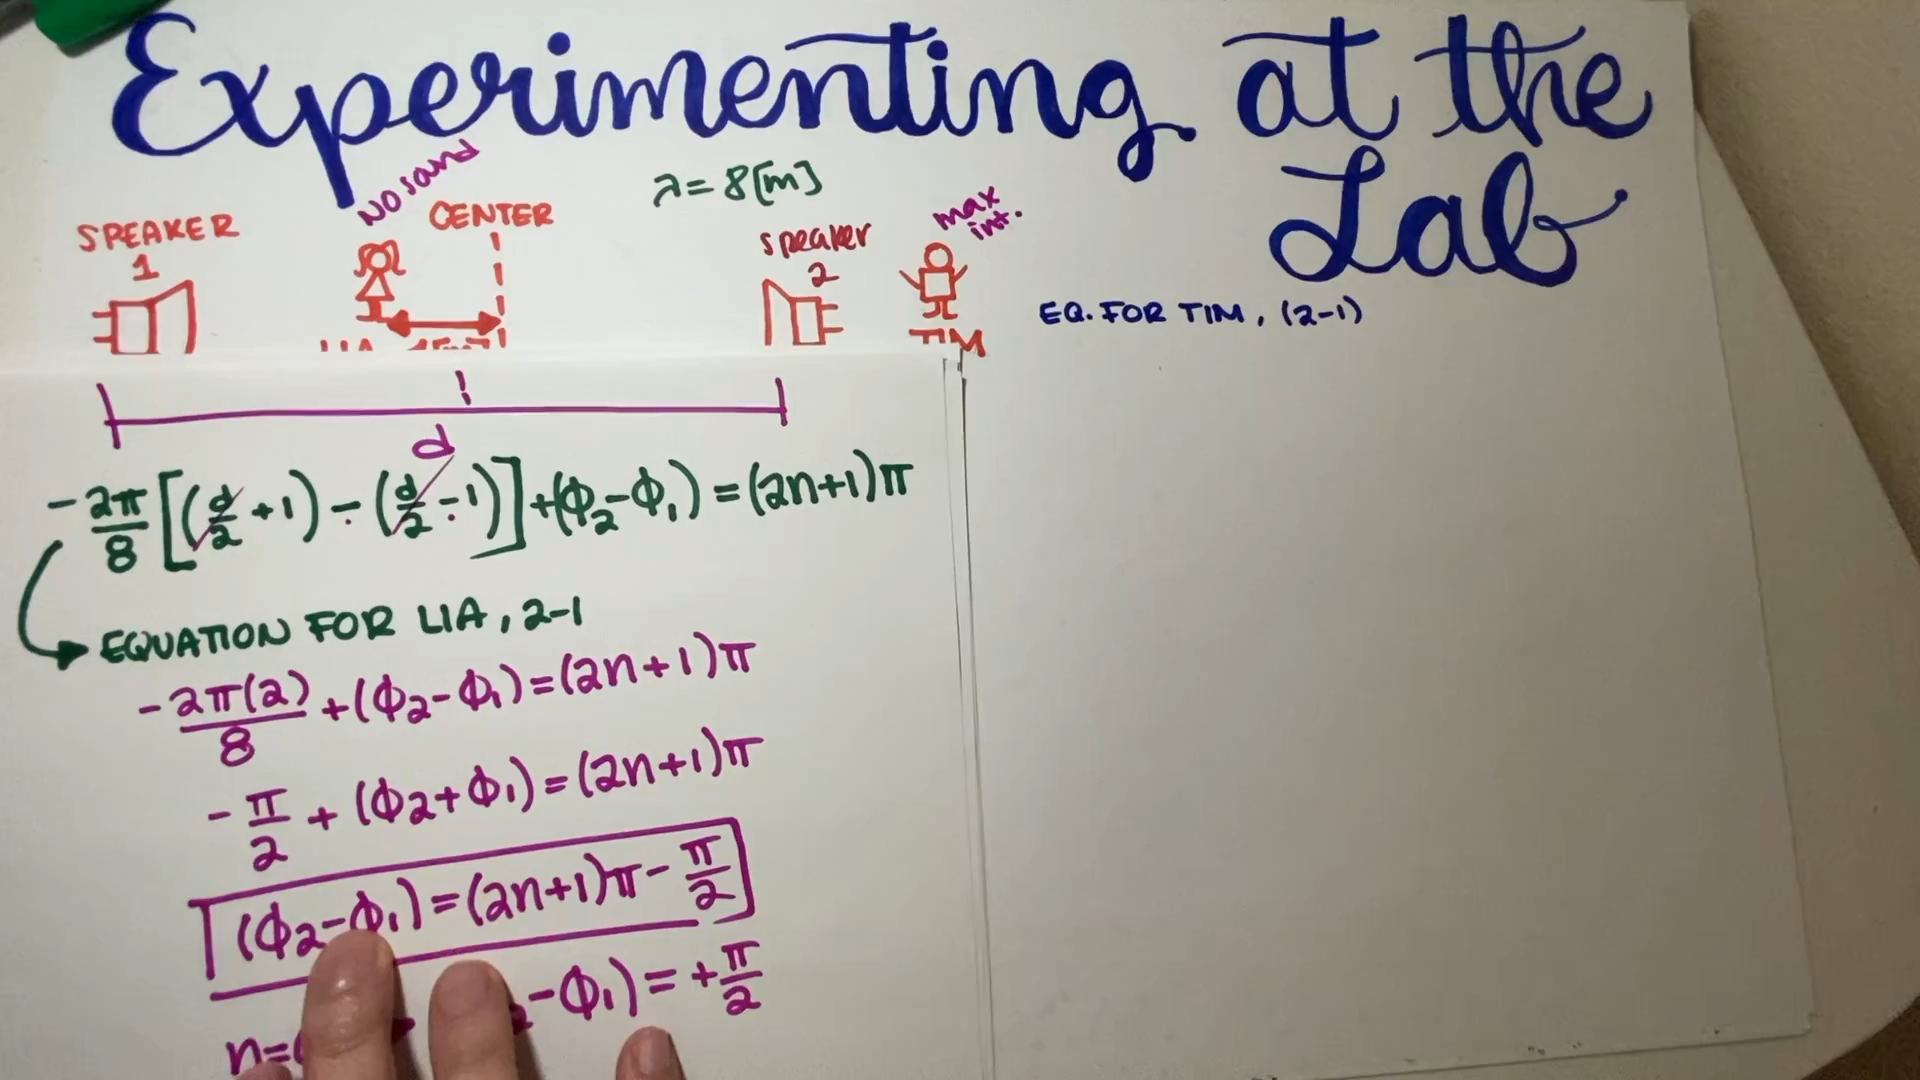 Experimenting at the
Lab
No sound
CENTER
λ = 8[m]
SPEAKER
1
speaker
2
max
int.
TIM
EQ. FOR TIM, (2-1)
d
-2π/8 [(d/2 + 1) - (d/2 - 1)] + (Φ₂ - Φ₁) = (2n+1)π
EQUATION FOR LIA, 2-1
-2π(2)/8 + (Φ₂ - Φ₁) = (2n+1)π
-π/2 + (Φ₂ + Φ₁) = (2n+1)π
(Φ₂ - Φ₁) = (2n+1)π - π/2
-Φ₁) = +π/2
n=